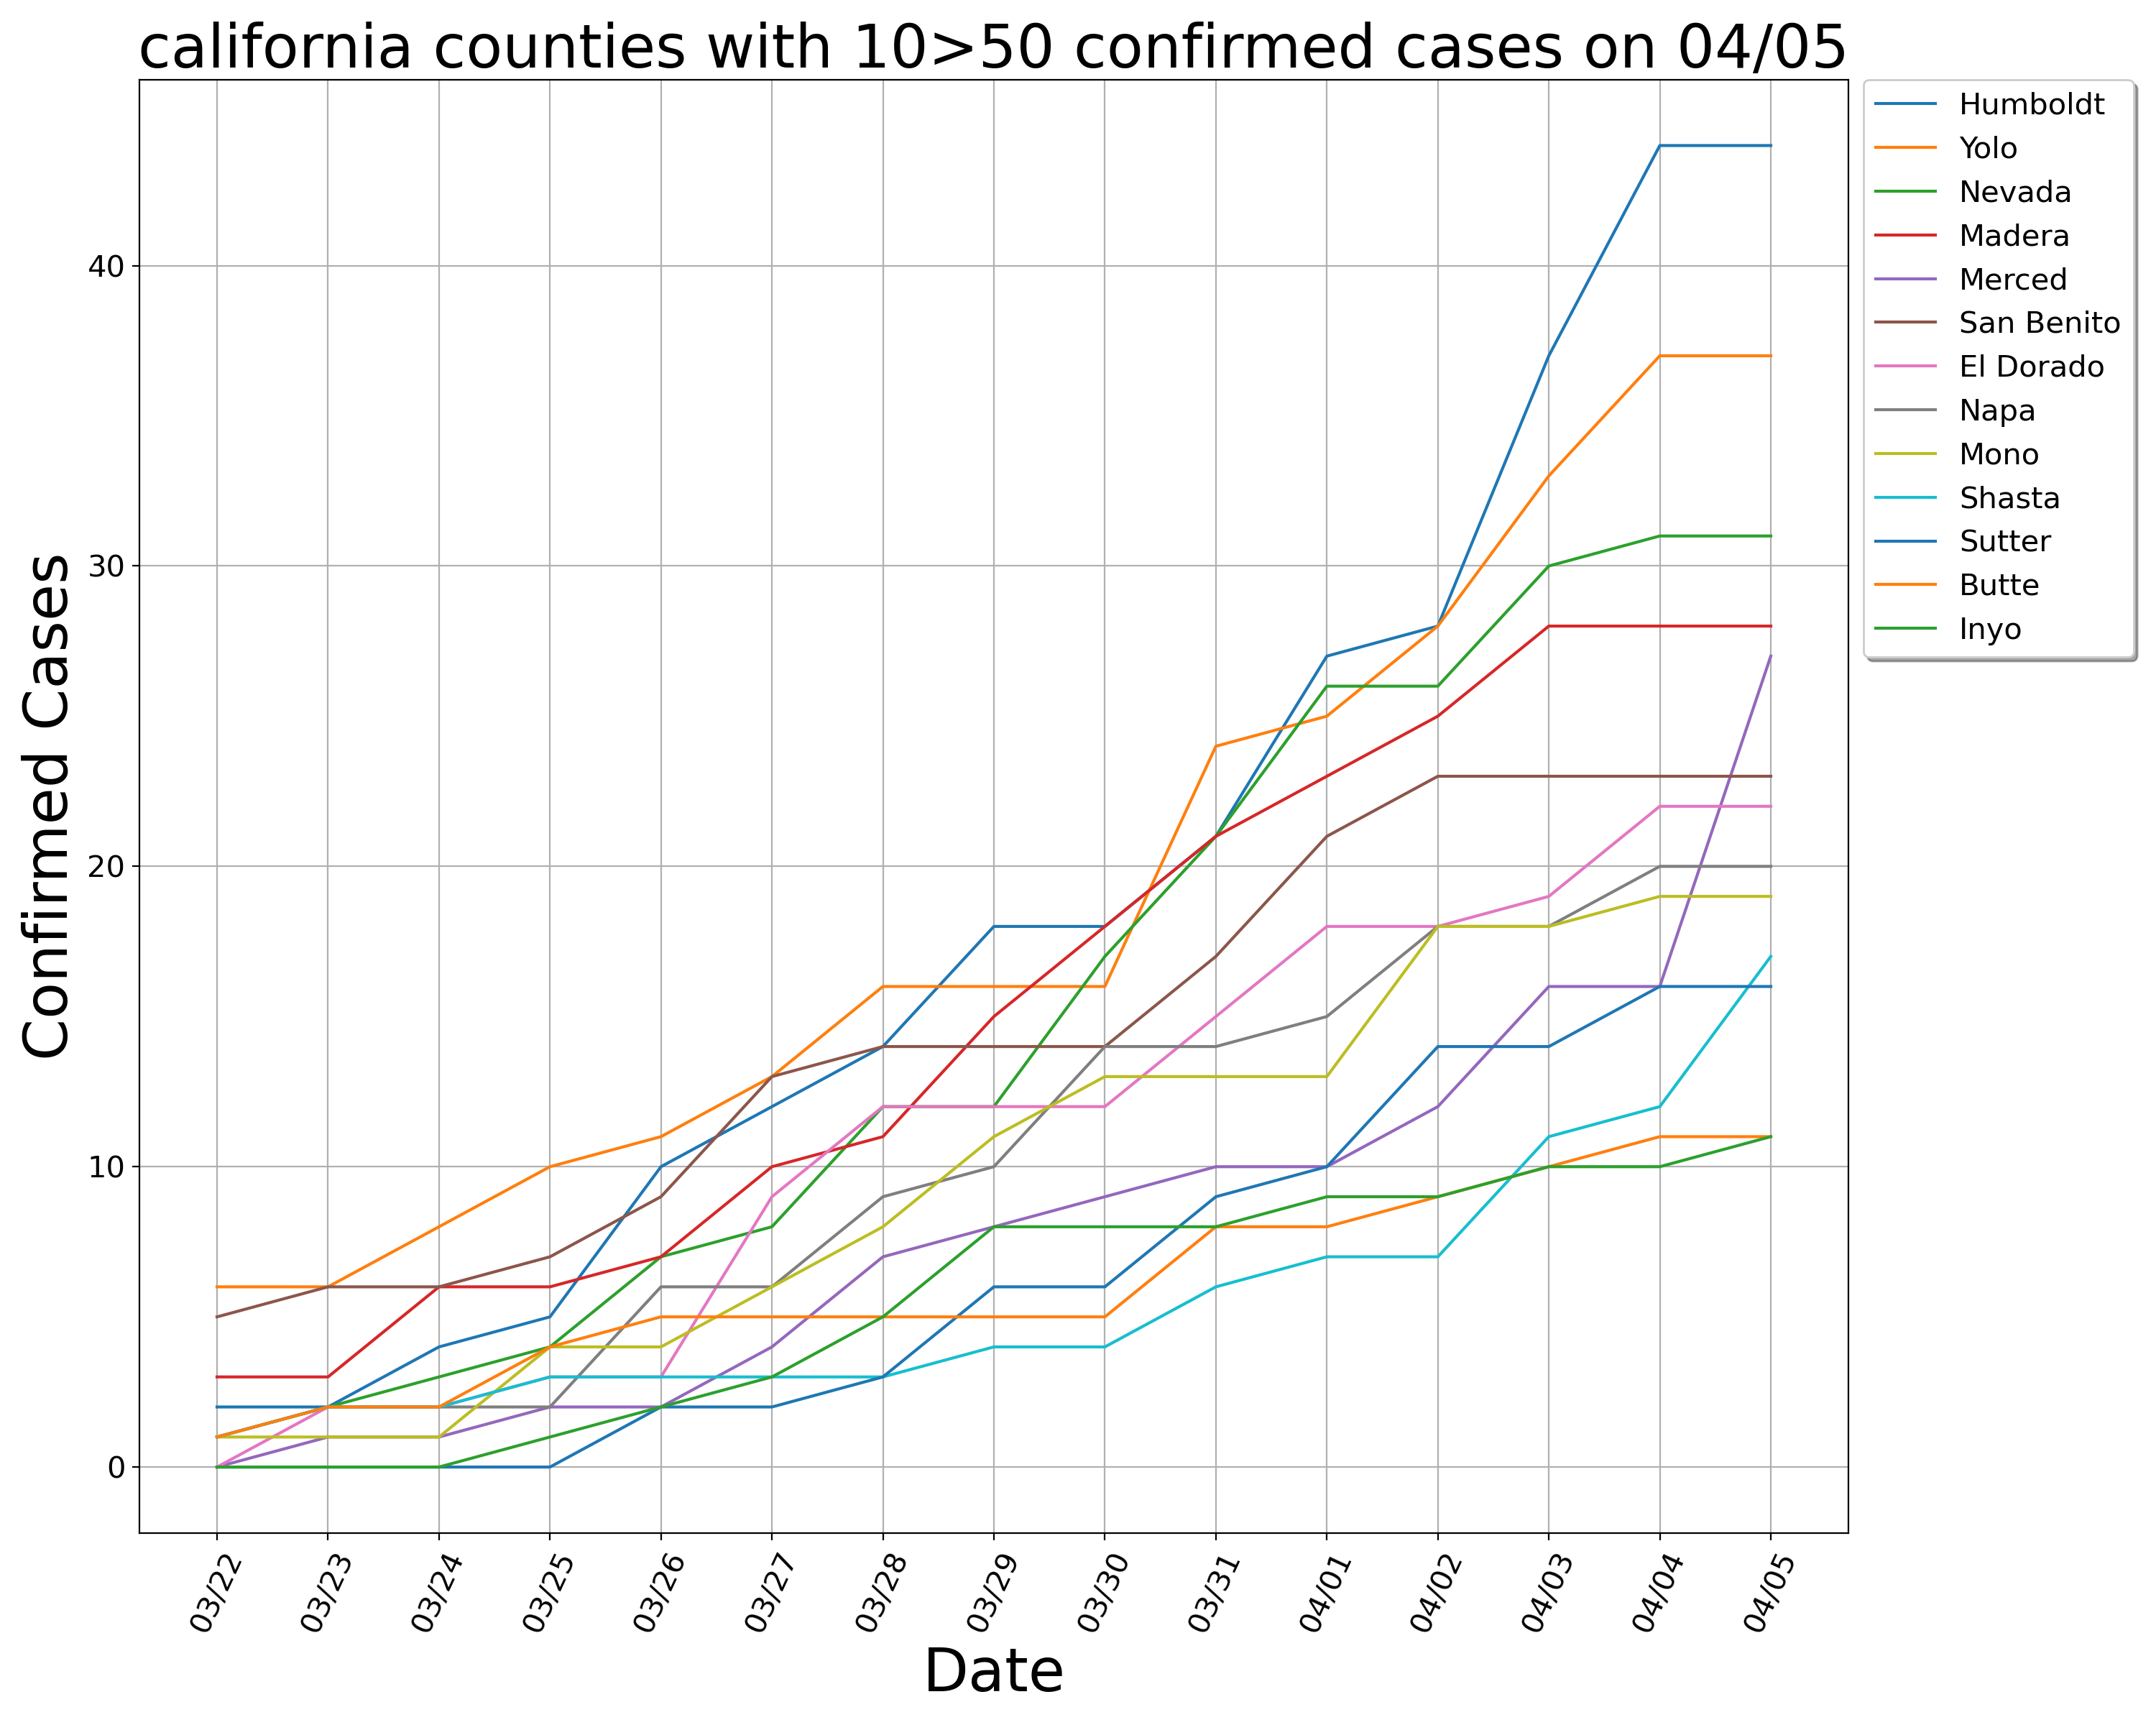 california counties with 10>50 confirmed cases on 04/05
Humboldt
Yolo
Nevada
Madera
Merced
San Benito
El Dorado
Napa
Mono
Shasta
Sutter
Butte
Inyo
Confirmed Cases
40
30
20
10
0
03/22
03/23
03/24
03/25
03/26
03/27
03/28
03/29
03/30
03/31
04/01
04/02
04/03
04/04
04/05
Date